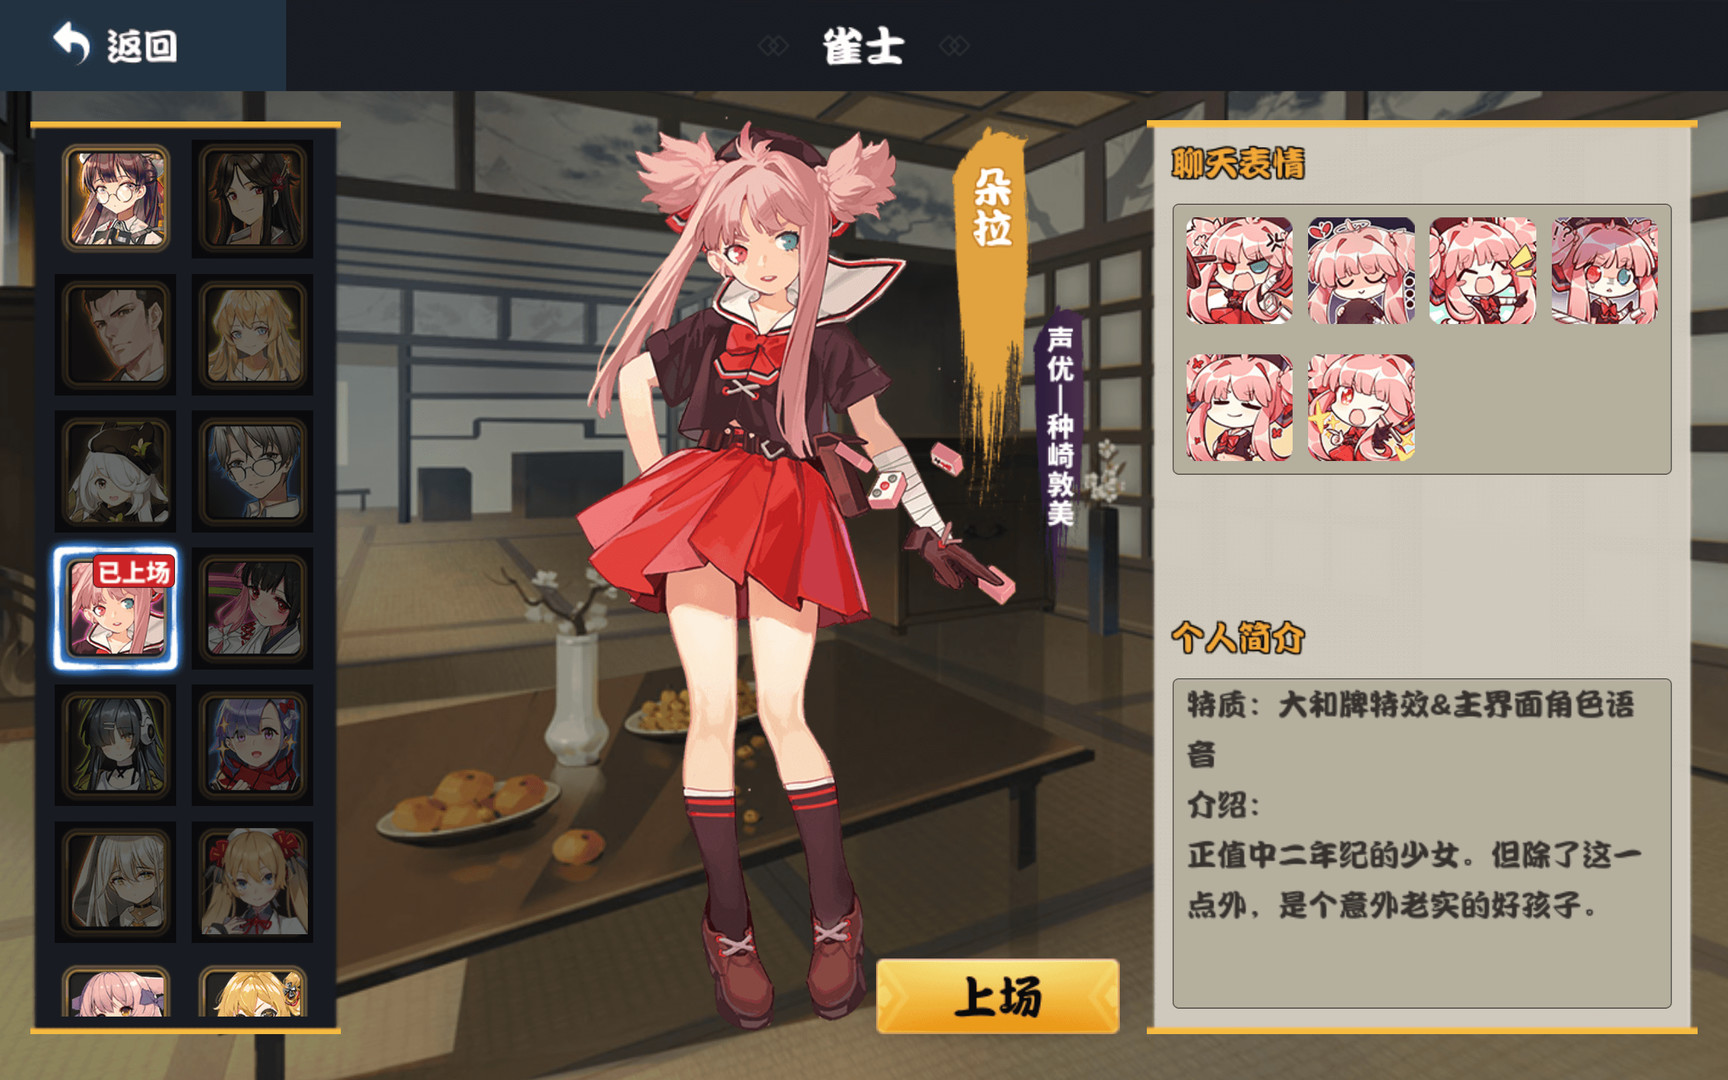 返回
雀士
已上场
朵拉
声优—种崎敦美
上场
聊天表情
个人简介
特质：大和牌特效&主界面角色语
音
介绍：
正值中二年纪的少女。但除了这一
点外，是个意外老实的好孩子。